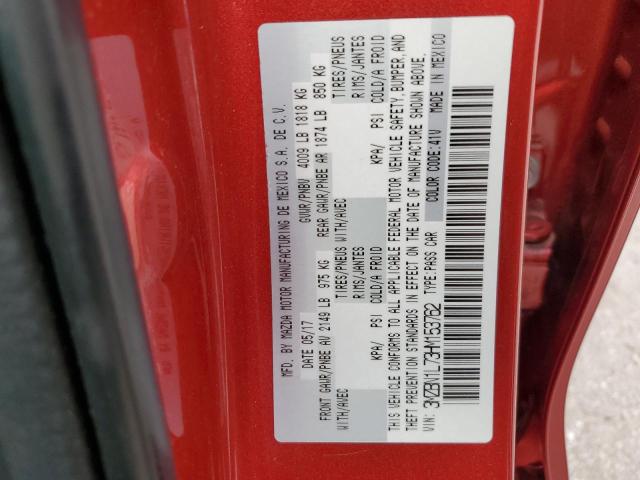 MFD. BY MAZDA MOTOR MANUFACTURING DE MEXICO S.A. DE C.V.
DATE 05/17 GVWR/PNBV 4009 LB 1818 KG
FRONT GAWR/PNBE AV 2149 LB 975 KG REAR GAWR/PNBE AR 1874 LB 850 KG
WITH/AVEC TIRES/PNEUS WITH/AVEC TIRES/PNEUS
RIMS/JANTES RIMS/JANTES
KPA/ PSI COLD/A FROID KPA/ PSI COLD/A FROID
THIS VEHICLE CONFORMS TO ALL APPLICABLE FEDERAL MOTOR VEHICLE SAFETY, BUMPER, AND
THEFT PREVENTION STANDARDS IN EFFECT ON THE DATE OF MANUFACTURE SHOWN ABOVE.
VIN: 3MZBN1L73HM153762 TYPE:PASS CAR COLOR CODE:41V MADE IN MEXICO